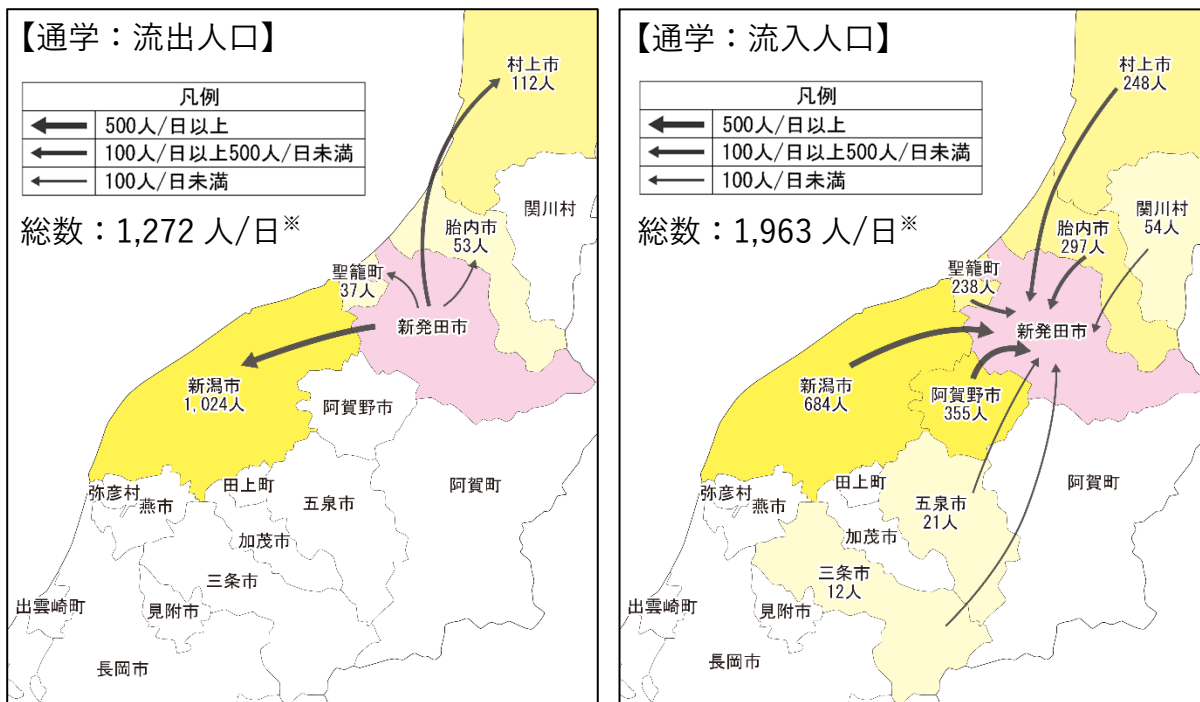 【通学：流出人口】
村上市
112人
凡例
500人/日以上
100人/日以上500人/日未満
100人/日未満
総数：1,272 人/日※
関川村
胎内市
53人
聖籠町
37人
新発田市
新潟市
1,024人
阿賀野市
弥彦村
燕市
田上町
五泉市
阿賀町
加茂市
三条市
見附市
出雲崎町
長岡市
【通学：流入人口】
村上市
248人
凡例
500人/日以上
100人/日以上500人/日未満
100人/日未満
総数：1,963 人/日※
関川村
54人
胎内市
297人
聖籠町
238人
新発田市
新潟市
684人
阿賀野市
355人
弥彦村
燕市
田上町
五泉市
21人
阿賀町
加茂市
三条市
12人
見附市
出雲崎町
長岡市